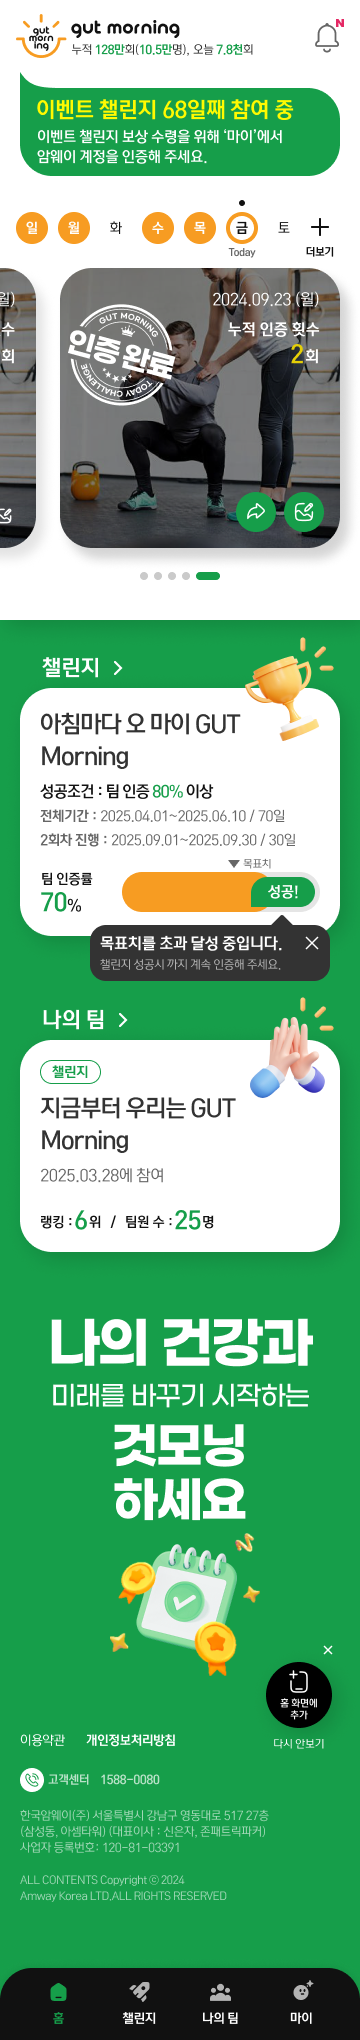 gut morning
gut morning
누적 128만회(10.5만명), 오늘 7.8천회
N
이벤트 챌린지 68일째 참여 중
이벤트 챌린지 보상 수령을 위해 '마이'에서
암웨이 계정을 인증해 주세요.
일 월 화 수 목 금 토
Today 더보기
월)
수
회
GUT MORNING
인증 완료
TODAY CHALLENGE
2024.09.23 (월)
누적 인증 횟수
2회
챌린지
아침마다 오 마이 GUT
Morning
성공조건 : 팀 인증 80% 이상
전체기간 : 2025.04.01~2025.06.10 / 70일
2회차 진행 : 2025.09.01~2025.09.30 / 30일
목표치
팀 인증률
70%
성공!
목표치를 초과 달성 중입니다.
챌린지 성공시 까지 계속 인증해 주세요.
나의 팀
챌린지
지금부터 우리는 GUT
Morning
2025.03.28에 참여
랭킹 : 6위 / 팀원 수 : 25명
나의 건강과
미래를 바꾸기 시작하는
것모닝
하세요
홈 화면에
추가
다시 안보기
이용약관 개인정보처리방침
고객센터 1588-0080
한국암웨이(주) 서울특별시 강남구 영동대로 517 27층
(삼성동, 아셈타워) (대표이사 : 신은자, 존패트릭파커)
사업자 등록번호: 120-81-03391
ALL CONTENTS Copyright ⓒ 2024
Amway Korea LTD.ALL RIGHTS RESERVED
홈 챌린지 나의 팀 마이